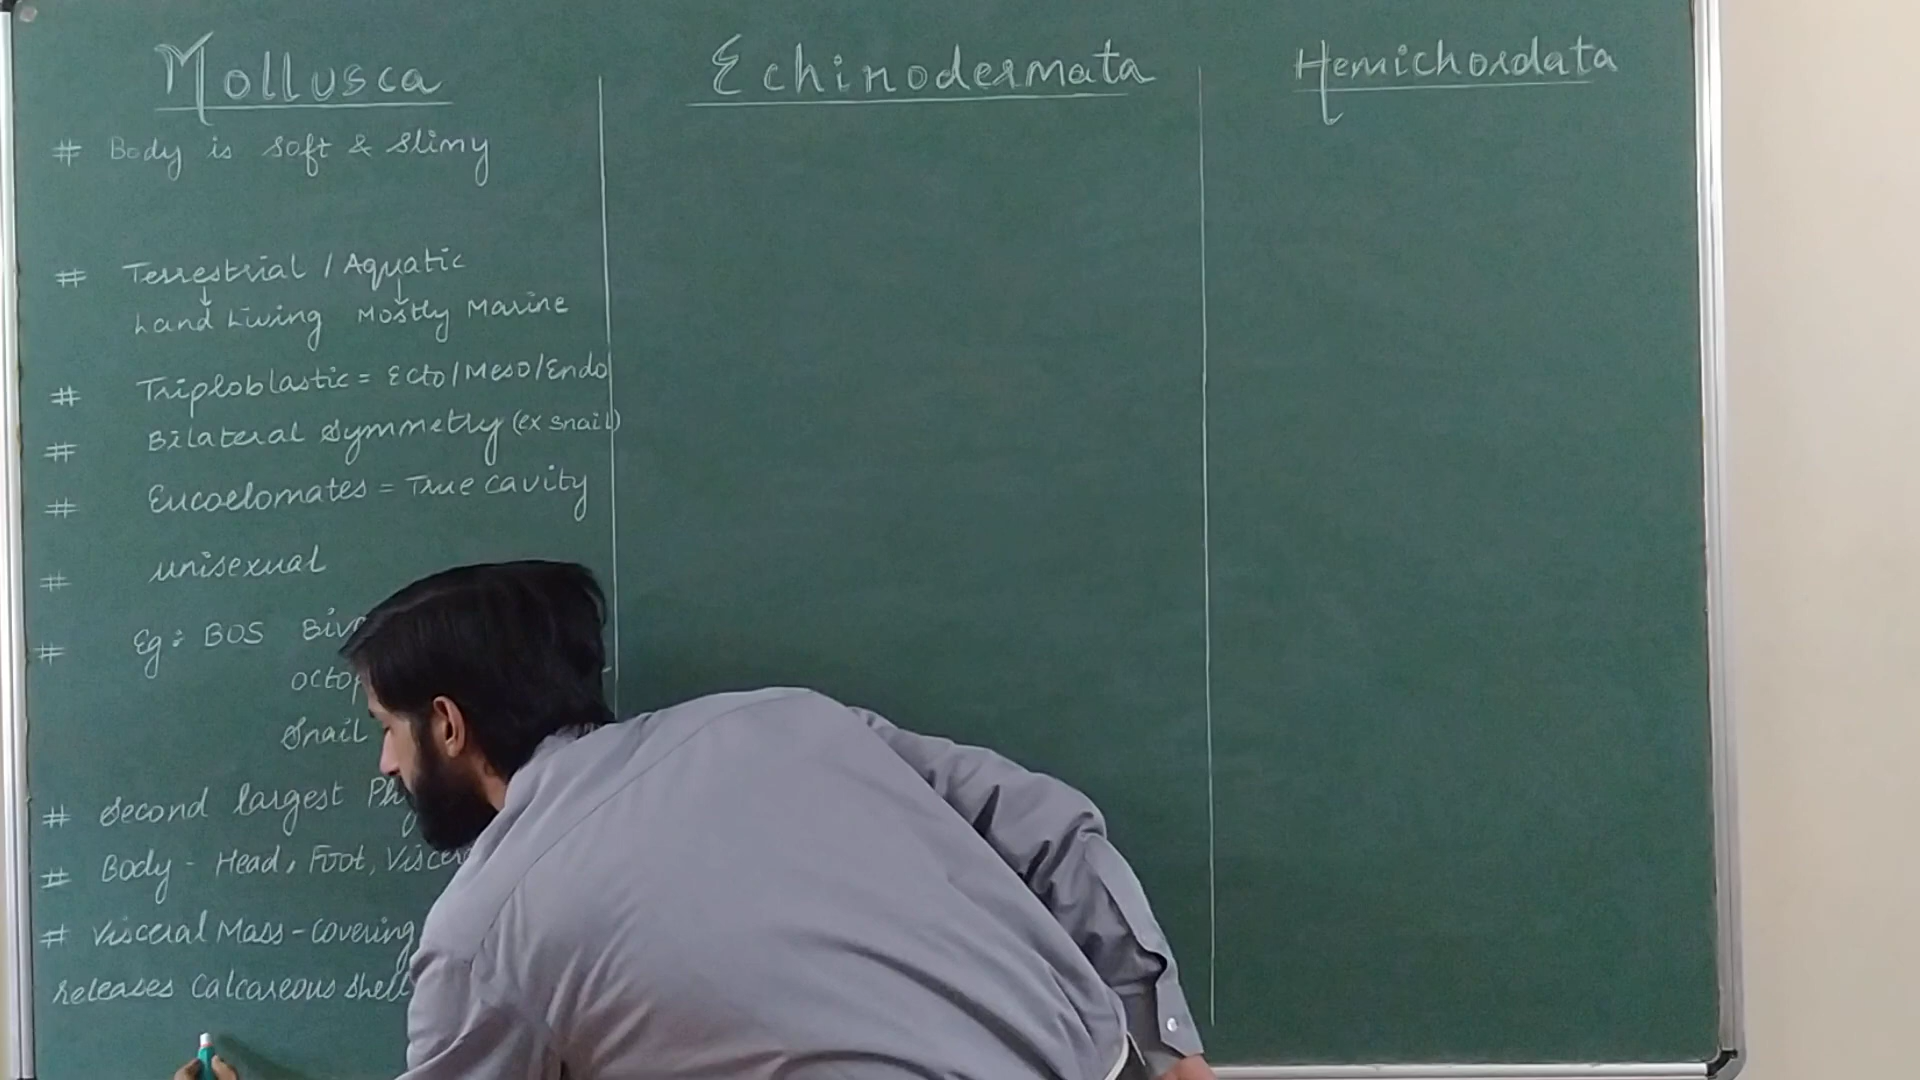 Mollusca
# Body is soft & slimy
# Terrestrial / Aquatic
Land Living Mostly Marine
# Triploblastic = Ecto/Meso/Endo
# Bilateral symmetry (ex snail)
# Eucoelomates = True cavity
# unisexual
# Eg: BOS
Snail
# Second largest
# Body - Head, Foot,
# Visceral Mass - Covering
releases Calcareous shell
Echinodermata
Hemichordata